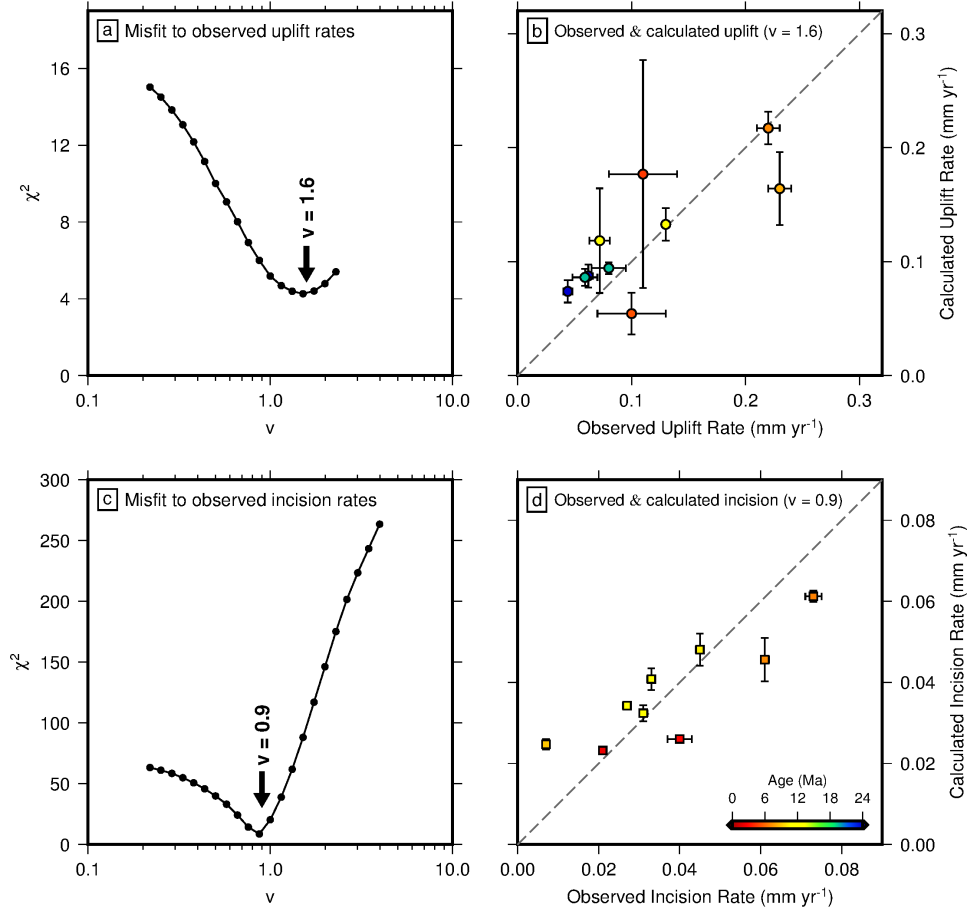 a Misfit to observed uplift rates
16
12
8
4
0
χ²
v = 1.6
0.1 1.0 10.0
v
b Observed & calculated uplift (v = 1.6)
0.3
0.2
0.1
0.0
Calculated Uplift Rate (mm yr⁻¹)
0.0 0.1 0.2 0.3
Observed Uplift Rate (mm yr⁻¹)
c Misfit to observed incision rates
300
250
200
150
100
50
0
χ²
v = 0.9
0.1 1.0 10.0
v
d Observed & calculated incision (v = 0.9)
0.08
0.06
0.04
0.02
0.00
Calculated Incision Rate (mm yr⁻¹)
Age (Ma)
0 6 12 18 24
0.00 0.02 0.04 0.06 0.08
Observed Incision Rate (mm yr⁻¹)